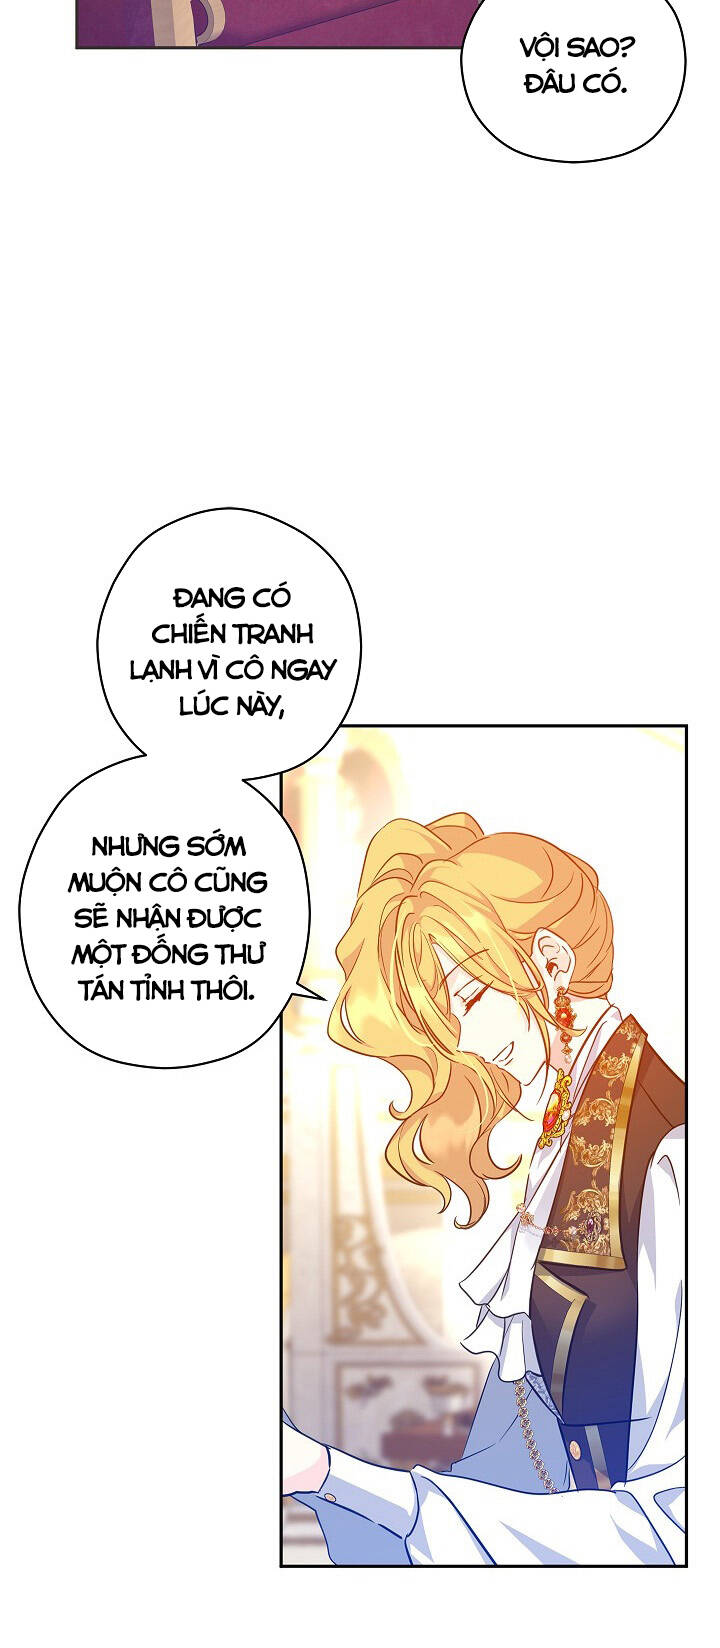 VỘI SAO?
ĐÂU CÓ.
ĐANG CÓ
CHIẾN TRANH
LẠNH VÌ CÔ NGAY
LÚC NÀY,
NHƯNG SỚM
MUỘN CÔ CŨNG
SẼ NHẬN ĐƯỢC
MỘT ĐỐNG THƯ
TÁN TỈNH THÔI.